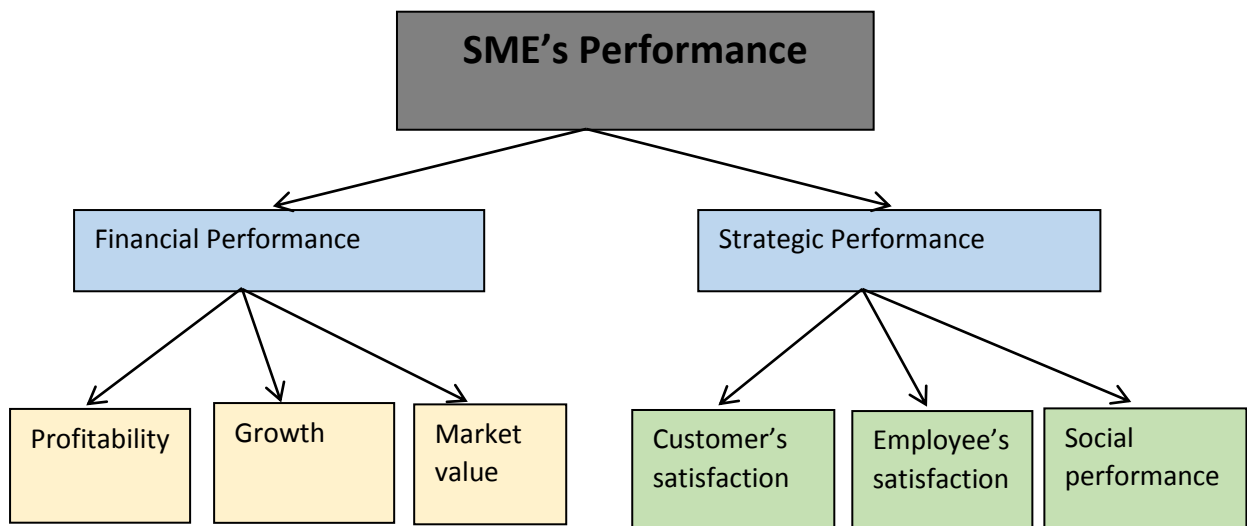 SME’s Performance
Financial Performance
Strategic Performance
Profitability
Growth
Market
value
Customer’s
satisfaction
Employee’s
satisfaction
Social
performance